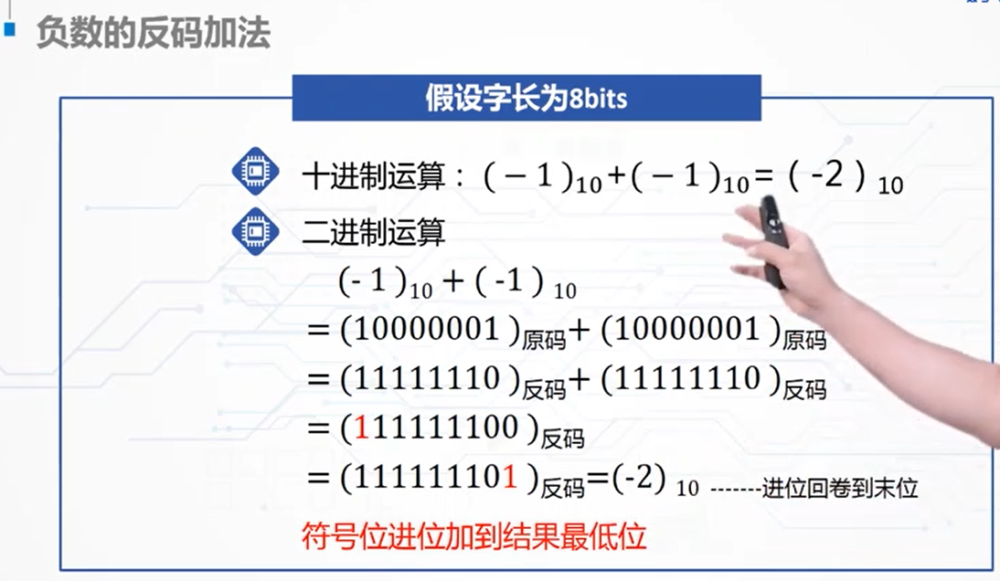 负数的反码加法
假设字长为8bits
十进制运算：(－1)₁₀+(－1)₁₀=（-2）₁₀
二进制运算
(-1)₁₀+（-1）₁₀
=(10000001)原码+(10000001)原码
=(11111110)反码+(11111110)反码
=(111111100)反码
=(111111101)反码=(-2)₁₀-------进位回卷到末位
符号位进位加到结果最低位